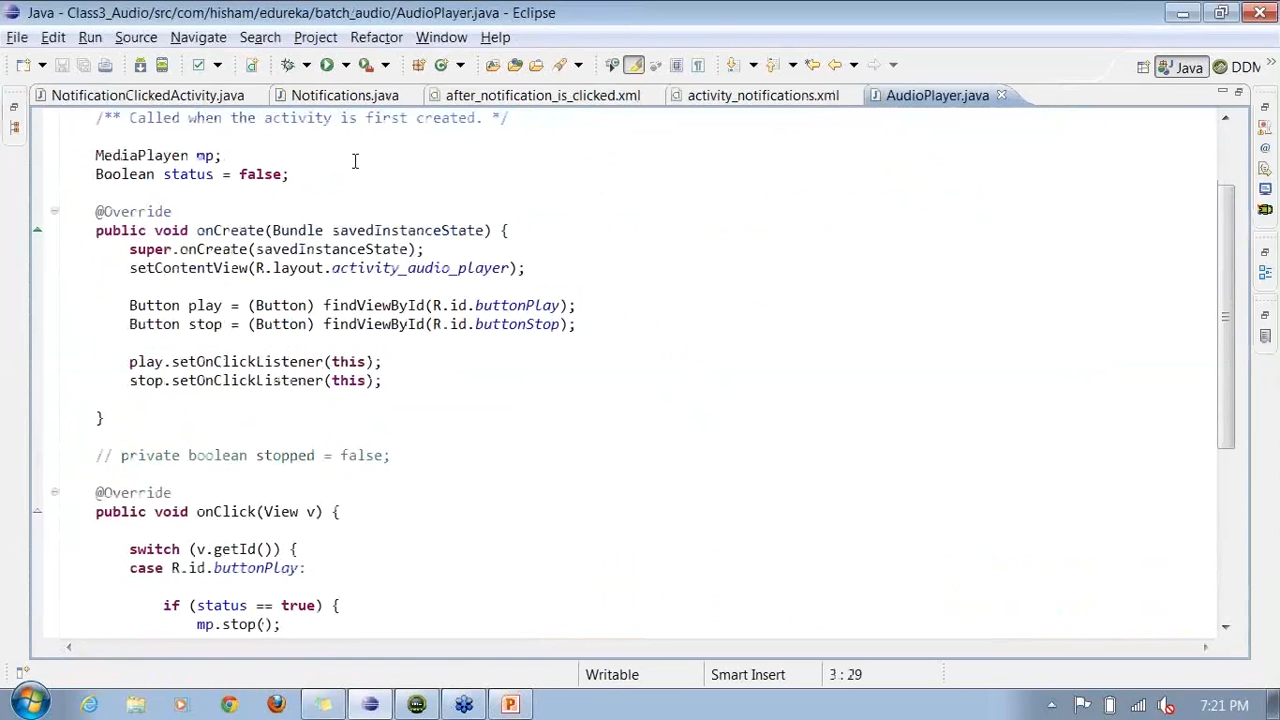 Java - Class3_Audio/src/com/hisham/edureka/batch_audio/AudioPlayer.java - Eclipse
File Edit Run Source Navigate Search Project Refactor Window Help
Java DDM
NotificationClickedActivity.java Notifications.java after_notification_is_clicked.xml activity_notifications.xml AudioPlayer.java
/** Called when the activity is first created. */
MediaPlayer mp;
Boolean status = false;
@Override
public void onCreate(Bundle savedInstanceState) {
super.onCreate(savedInstanceState);
setContentView(R.layout.activity_audio_player);
Button play = (Button) findViewById(R.id.buttonPlay);
Button stop = (Button) findViewById(R.id.buttonStop);
play.setOnClickListener(this);
stop.setOnClickListener(this);
}
// private boolean stopped = false;
@Override
public void onClick(View v) {
switch (v.getId()) {
case R.id.buttonPlay:
if (status == true) {
mp.stop();
Writable Smart Insert 3 : 29
7:21 PM